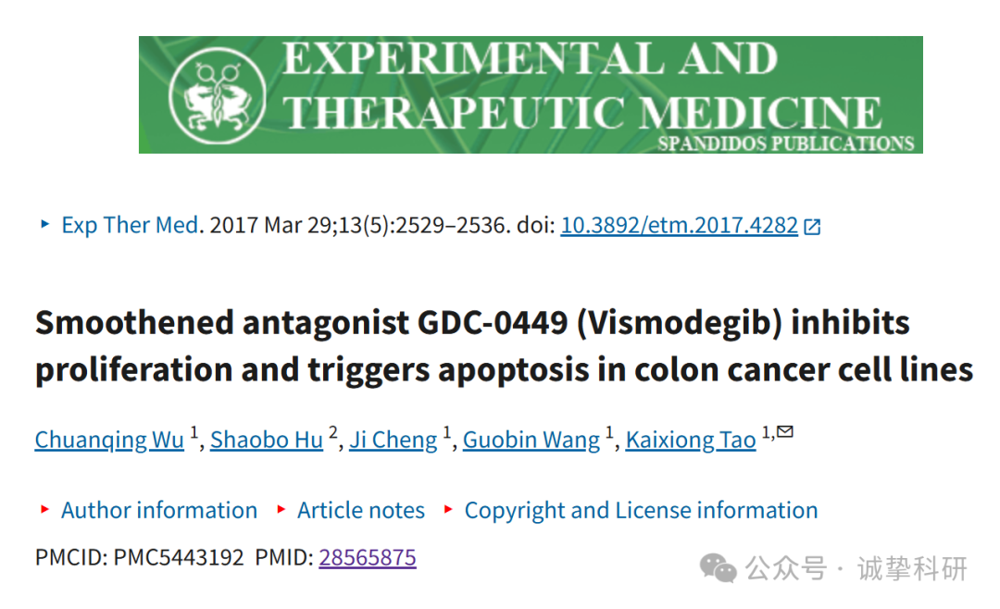 EXPERIMENTAL AND
THERAPEUTIC MEDICINE
SPANDIDOS PUBLICATIONS
Exp Ther Med. 2017 Mar 29;13(5):2529–2536. doi: 10.3892/etm.2017.4282
Smoothened antagonist GDC-0449 (Vismodegib) inhibits
proliferation and triggers apoptosis in colon cancer cell lines
Chuanqing Wu 1, Shaobo Hu 2, Ji Cheng 1, Guobin Wang 1, Kaixiong Tao 1,✉
Author information Article notes Copyright and License information
PMCID: PMC5443192 PMID: 28565875
公众号 · 诚挚科研